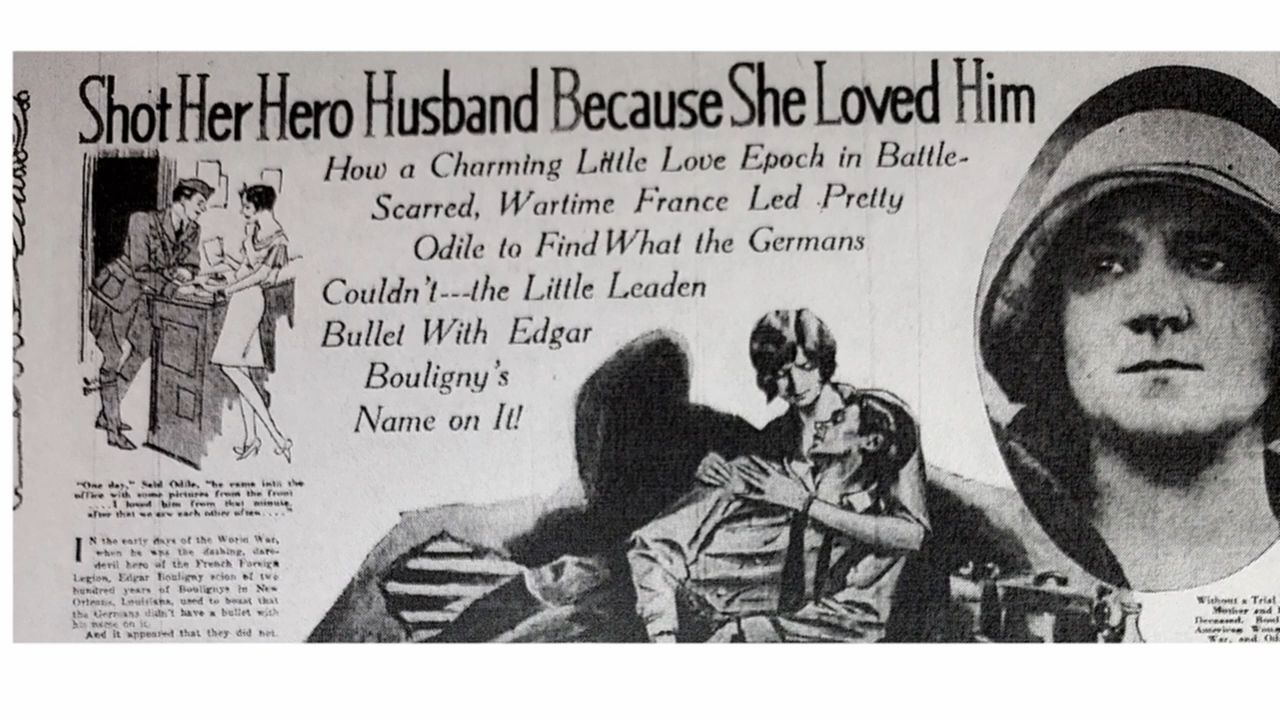 Shot Her Hero Husband Because She Loved Him
How a Charming Little Love Epoch in Battle-
Scarred, Wartime France Led Pretty
Odile to Find What the Germans
Couldn't---the Little Leaden
Bullet With Edgar
Bouligny's
Name on It!
"One day," Said Odile, "he came into the
office with some pictures from the front
....I loved him from that minute,
after that we saw each other often...."
IN the early days of the World War,
when he was the dashing, dare-
devil hero of the French Foreign
Legion, Edgar Bouligny scion of two
hundred years of Boulignys in New
Orleans, Louisiana, used to boast that
the Germans didn't have a bullet with
his name on it.
And it appeared that they did not.
Without a Trial
Mother and
Deceased,
American
War, and